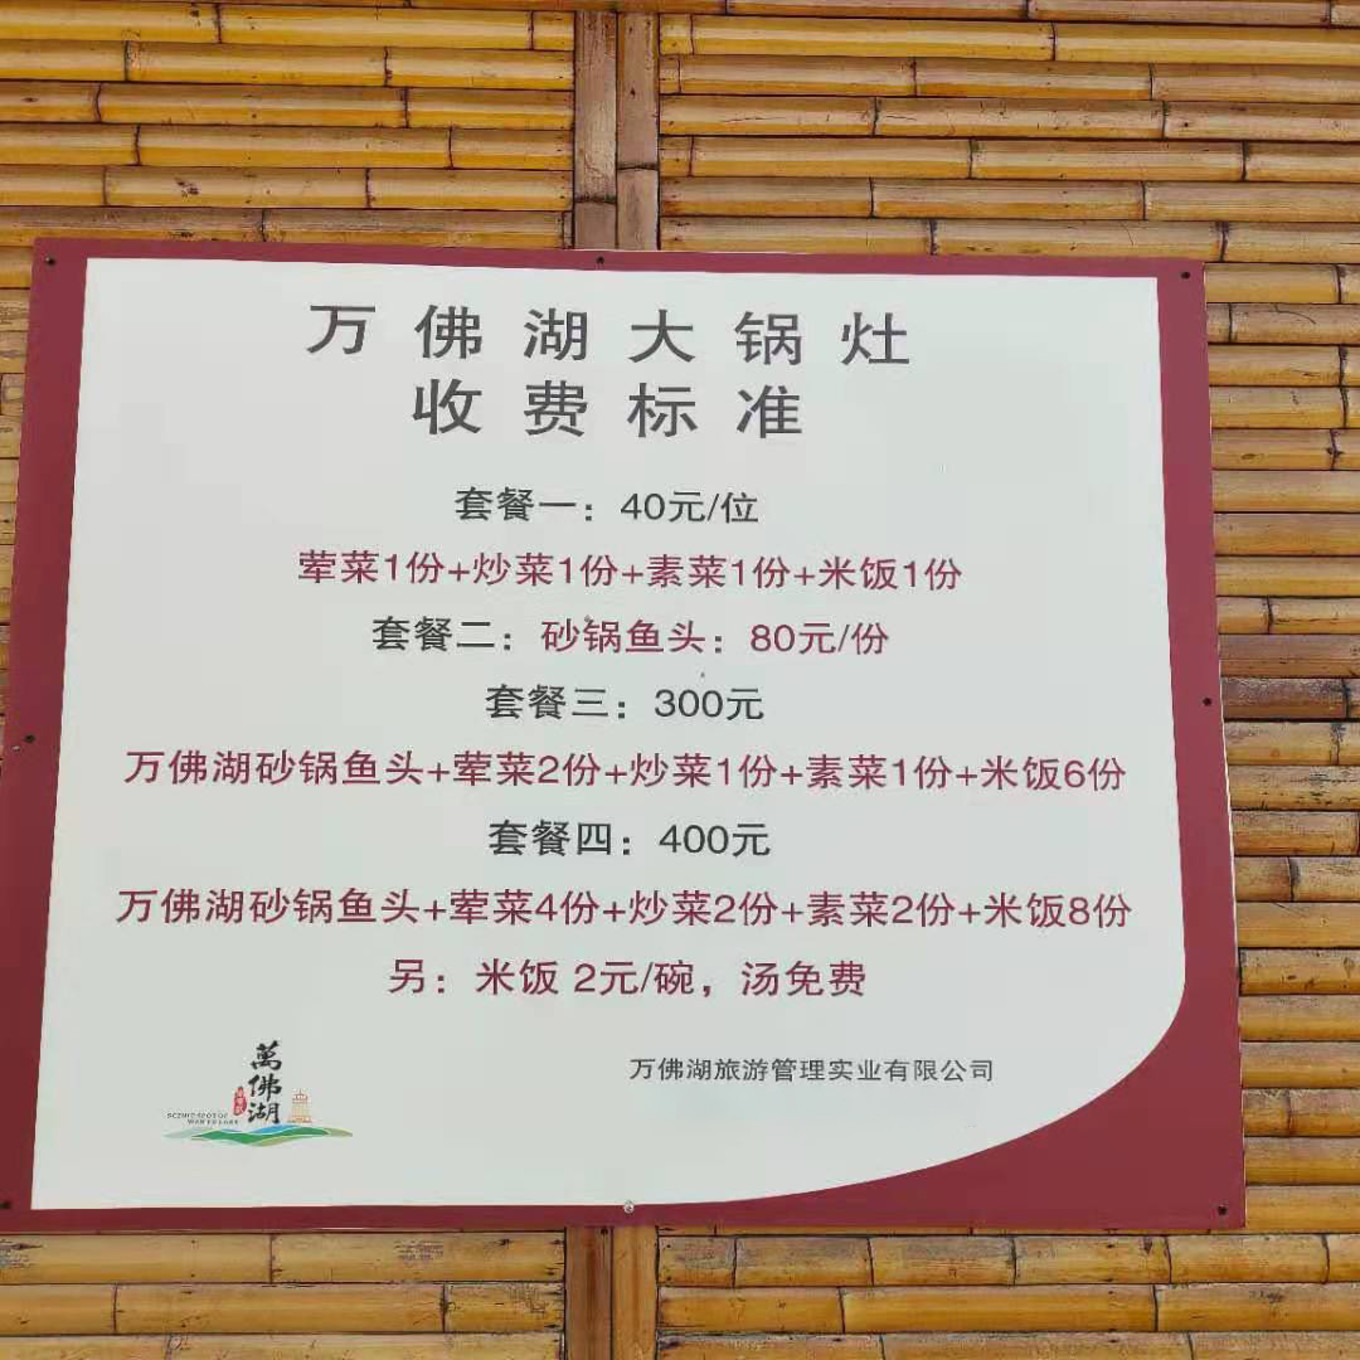 万佛湖大锅灶
收费标准
套餐一：40元/位
荤菜1份+炒菜1份+素菜1份+米饭1份
套餐二：砂锅鱼头：80元/份
套餐三：300元
万佛湖砂锅鱼头+荤菜2份+炒菜1份+素菜1份+米饭6份
套餐四：400元
万佛湖砂锅鱼头+荤菜4份+炒菜2份+素菜2份+米饭8份
另：米饭 2元/碗，汤免费
万佛湖旅游管理实业有限公司
萬佛湖
SCENIC SPOT OF